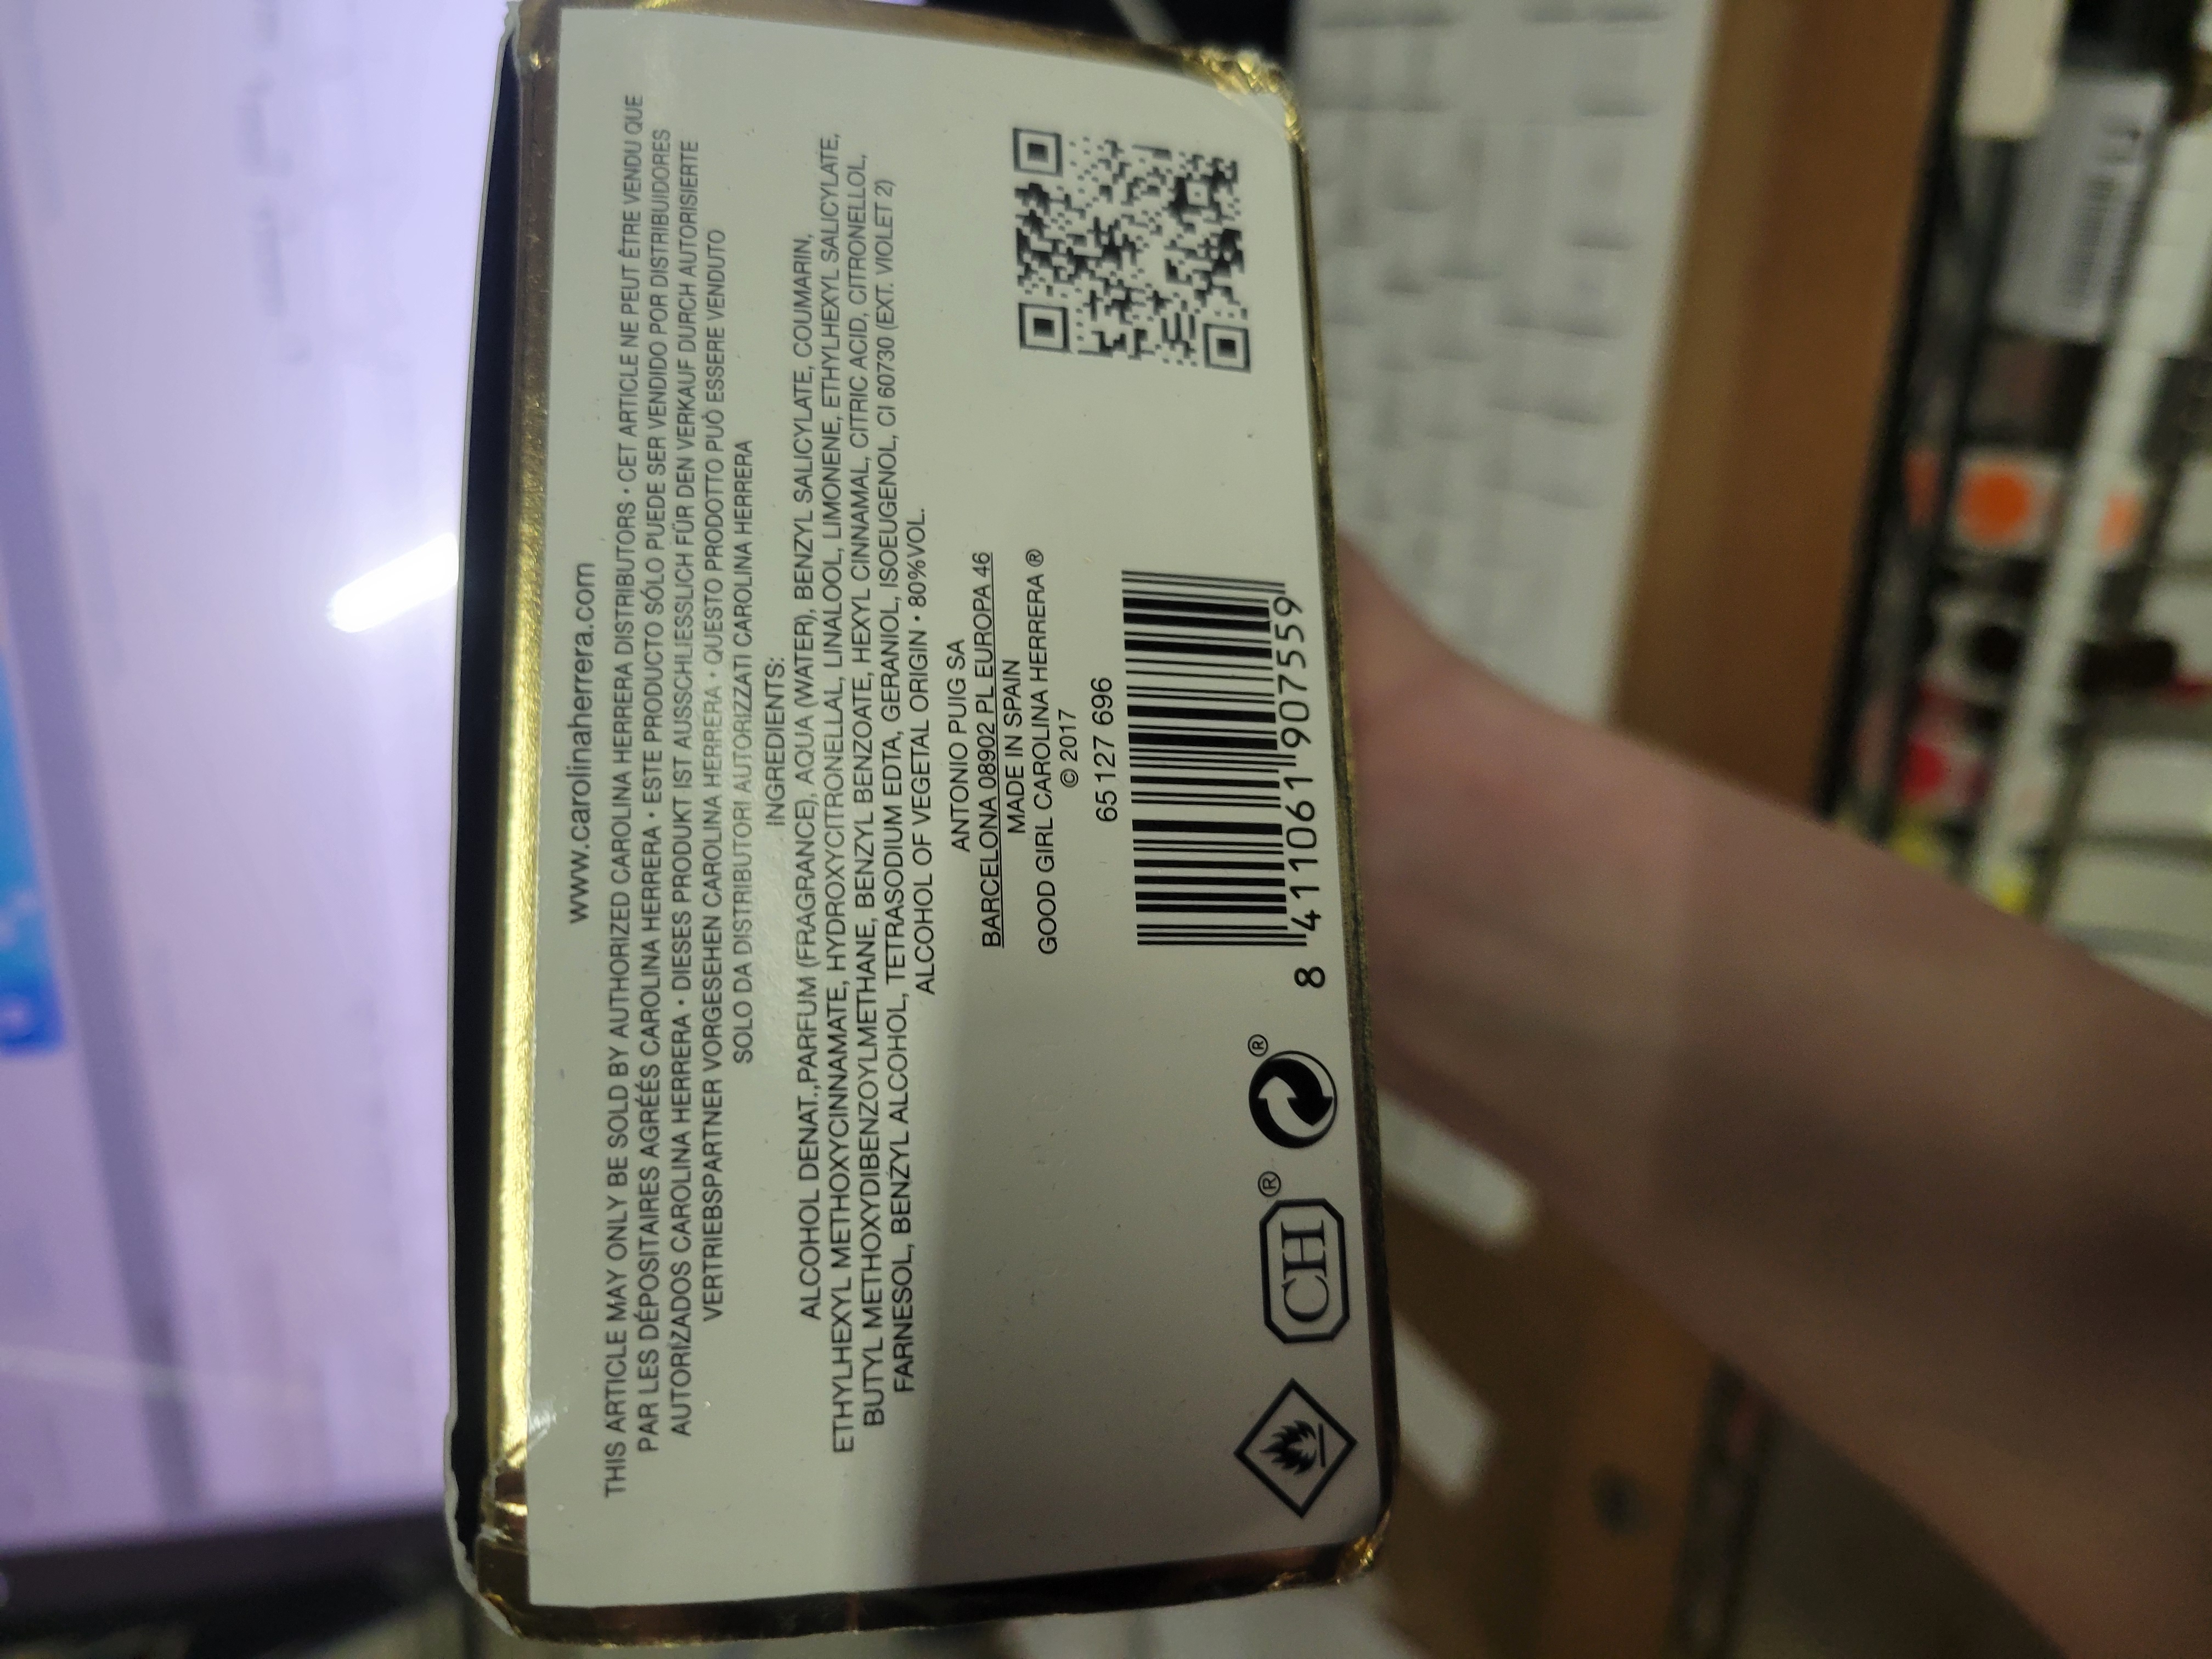 www.carolinaherrera.com
THIS ARTICLE MAY ONLY BE SOLD BY AUTHORIZED CAROLINA HERRERA DISTRIBUTORS • CET ARTICLE NE PEUT ÊTRE VENDU QUE
PAR LES DÉPOSITAIRES AGRÉÉS CAROLINA HERRERA • ESTE PRODUCTO SÓLO PUEDE SER VENDIDO POR DISTRIBUIDORES
AUTORIZADOS CAROLINA HERRERA • DIESES PRODUKT IST AUSSCHLIESSLICH FÜR DEN VERKAUF DURCH AUTORISIERTE
VERTRIEBSPARTNER VORGESEHEN CAROLINA HERRERA • QUESTO PRODOTTO PUÒ ESSERE VENDUTO
SOLO DA DISTRIBUTORI AUTORIZZATI CAROLINA HERRERA
INGREDIENTS:
ALCOHOL DENAT.,PARFUM (FRAGRANCE), AQUA (WATER), BENZYL SALICYLATE, COUMARIN,
ETHYLHEXYL METHOXYCINNAMATE, HYDROXYCITRONELLAL, LINALOOL, LIMONENE, ETHYLHEXYL SALICYLATE,
BUTYL METHOXYDIBENZOYLMETHANE, BENZYL BENZOATE, HEXYL CINNAMAL, CITRIC ACID, CITRONELLOL,
FARNESOL, BENZYL ALCOHOL, TETRASODIUM EDTA, GERANIOL, ISOEUGENOL, CI 60730 (EXT. VIOLET 2)
ALCOHOL OF VEGETAL ORIGIN • 80%VOL.
ANTONIO PUIG SA
BARCELONA 08902 PL EUROPA 46
MADE IN SPAIN
GOOD GIRL CAROLINA HERRERA ®
© 2017
65 127 696
CH ®
®
8 411061 907559